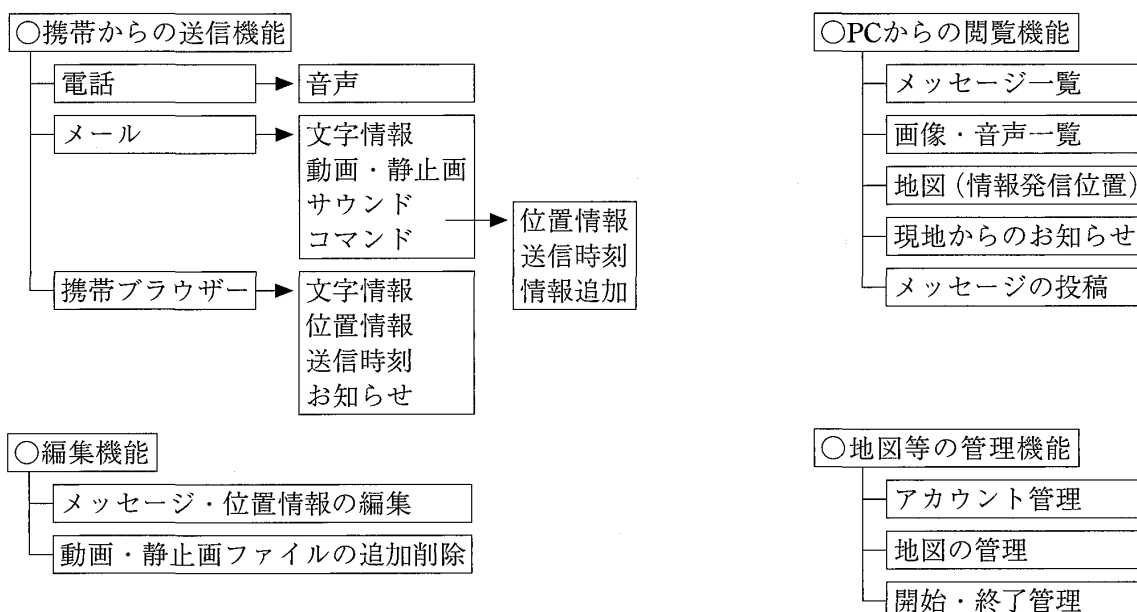 ○携帯からの送信機能
電話
音声
メール
文字情報
動画・静止画
サウンド
コマンド
位置情報
送信時刻
情報追加
携帯ブラウザー
文字情報
位置情報
送信時刻
お知らせ
○PCからの閲覧機能
メッセージ一覧
画像・音声一覧
地図(情報発信位置)
現地からのお知らせ
メッセージの投稿
○編集機能
メッセージ・位置情報の編集
動画・静止画ファイルの追加削除
○地図等の管理機能
アカウント管理
地図の管理
開始・終了管理